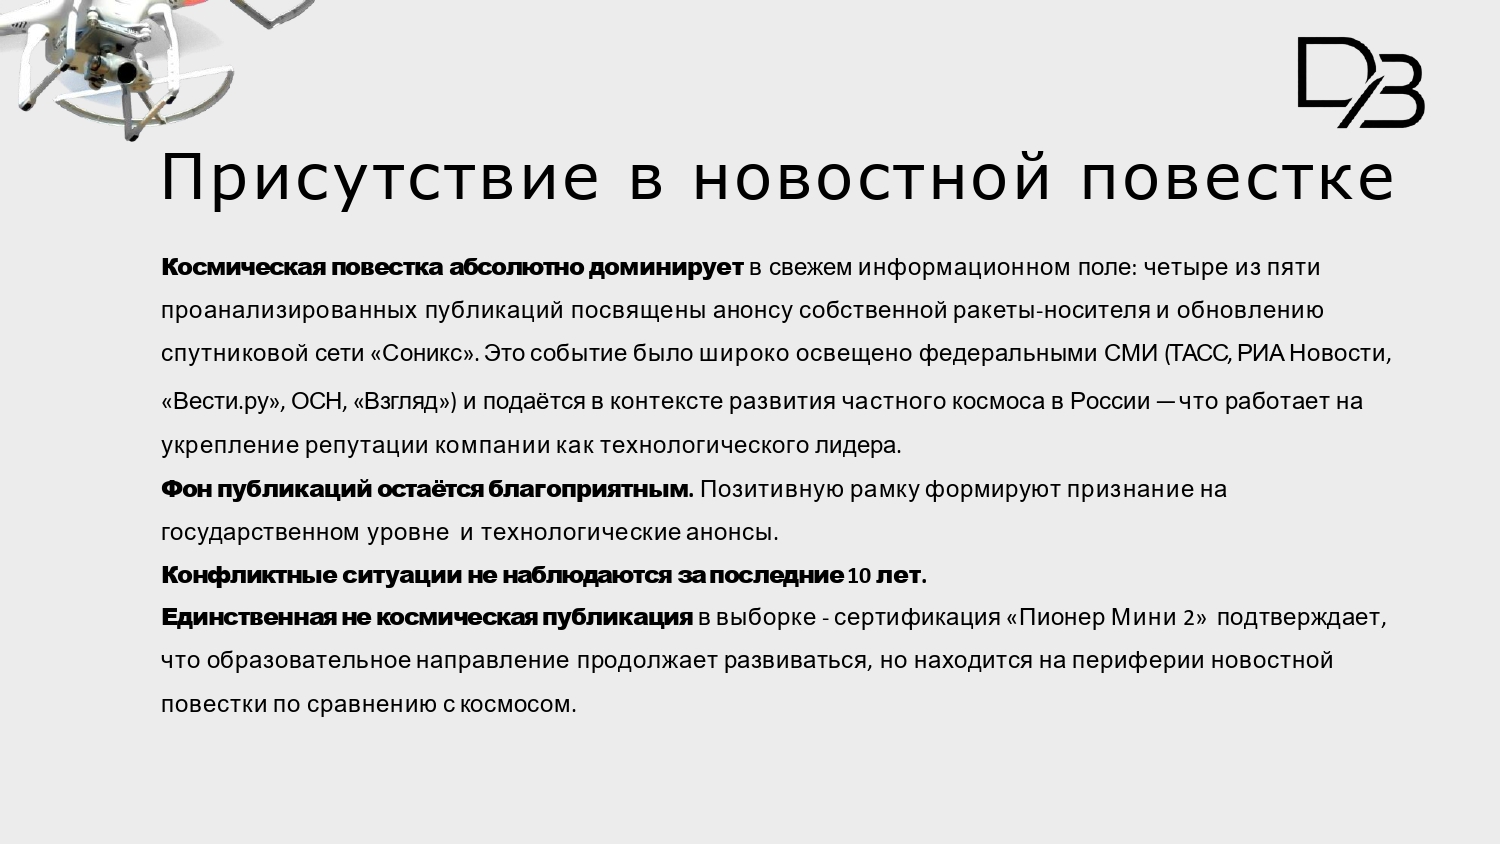 DB
Присутствие в новостной повестке
Космическая повестка абсолютно доминирует в свежем информационном поле: четыре из пяти
проанализированных публикаций посвящены анонсу собственной ракеты-носителя и обновлению
спутниковой сети «Соникс». Это событие было широко освещено федеральными СМИ (ТАСС, РИА Новости,
«Вести.ру», ОСН, «Взгляд») и подаётся в контексте развития частного космоса в России — что работает на
укрепление репутации компании как технологического лидера.
Фон публикаций остаётся благоприятным. Позитивную рамку формируют признание на
государственном уровне и технологические анонсы.
Конфликтные ситуации не наблюдаются за последние 10 лет.
Единственная не космическая публикация в выборке - сертификация «Пионер Мини 2» подтверждает,
что образовательное направление продолжает развиваться, но находится на периферии новостной
повестки по сравнению с космосом.